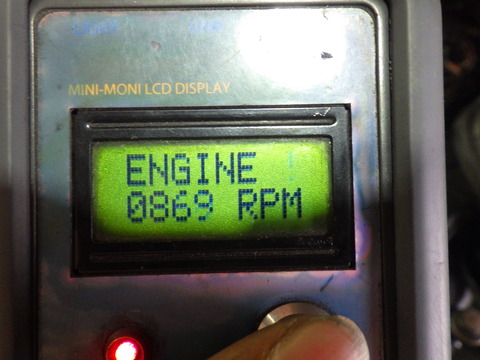 MINI-MONI LCD DISPLAY
ENGINE
0869 RPM